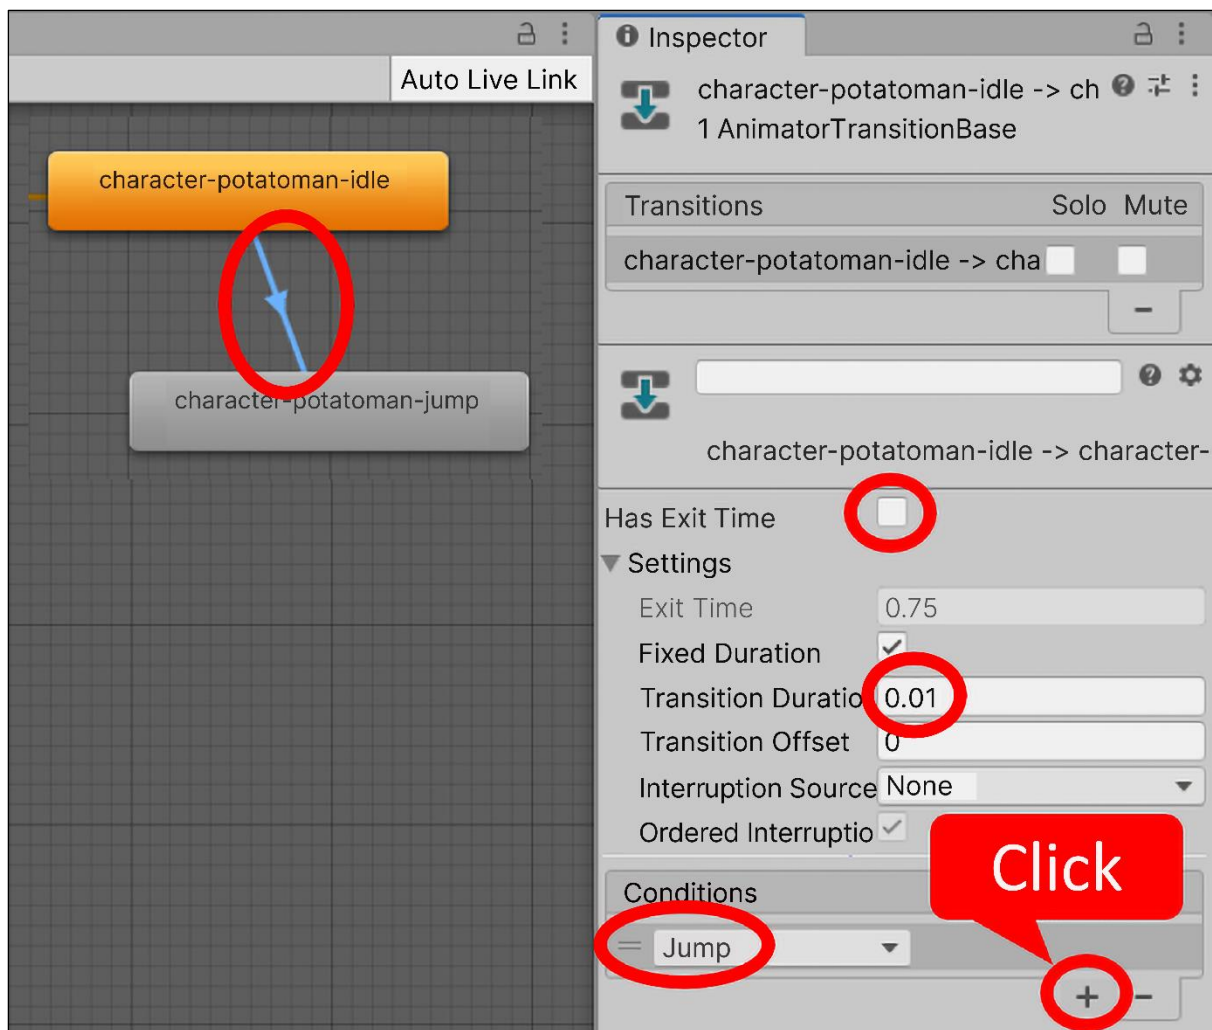 Auto Live Link
character-potatoman-idle
character-potatoman-jump
Inspector
character-potatoman-idle -> ch
1 AnimatorTransitionBase
Transitions Solo Mute
character-potatoman-idle -> cha
character-potatoman-idle -> character-
Has Exit Time
Settings
Exit Time 0.75
Fixed Duration
Transition Duratio 0.01
Transition Offset 0
Interruption Source None
Ordered Interruptio
Click
Conditions
Jump